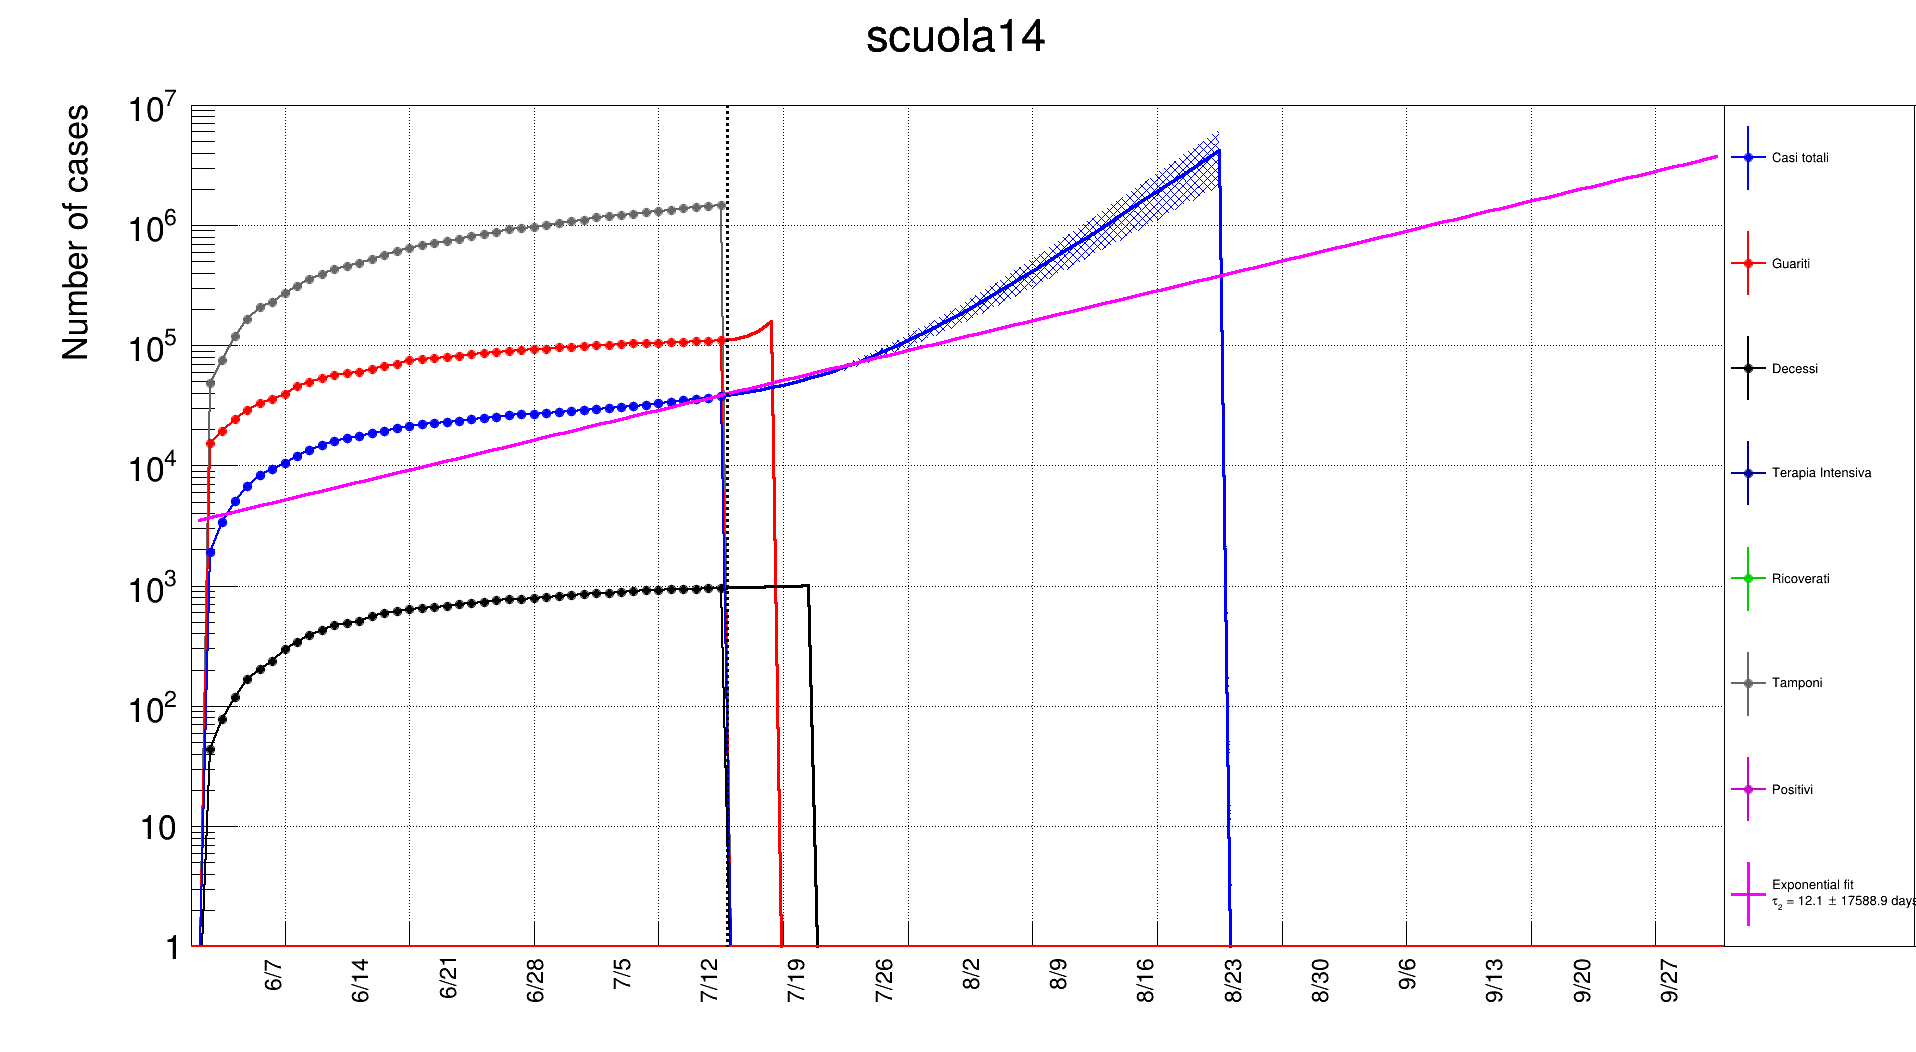 scuola14
Number of cases
10^7
10^6
10^5
10^4
10^3
10^2
10
1
6/7
6/14
6/21
6/28
7/5
7/12
7/19
7/26
8/2
8/9
8/16
8/23
8/30
9/6
9/13
9/20
9/27
Casi totali
Guariti
Decessi
Terapia Intensiva
Ricoverati
Tamponi
Positivi
Exponential fit
τ_2 = 12.1 ± 17588.9 days